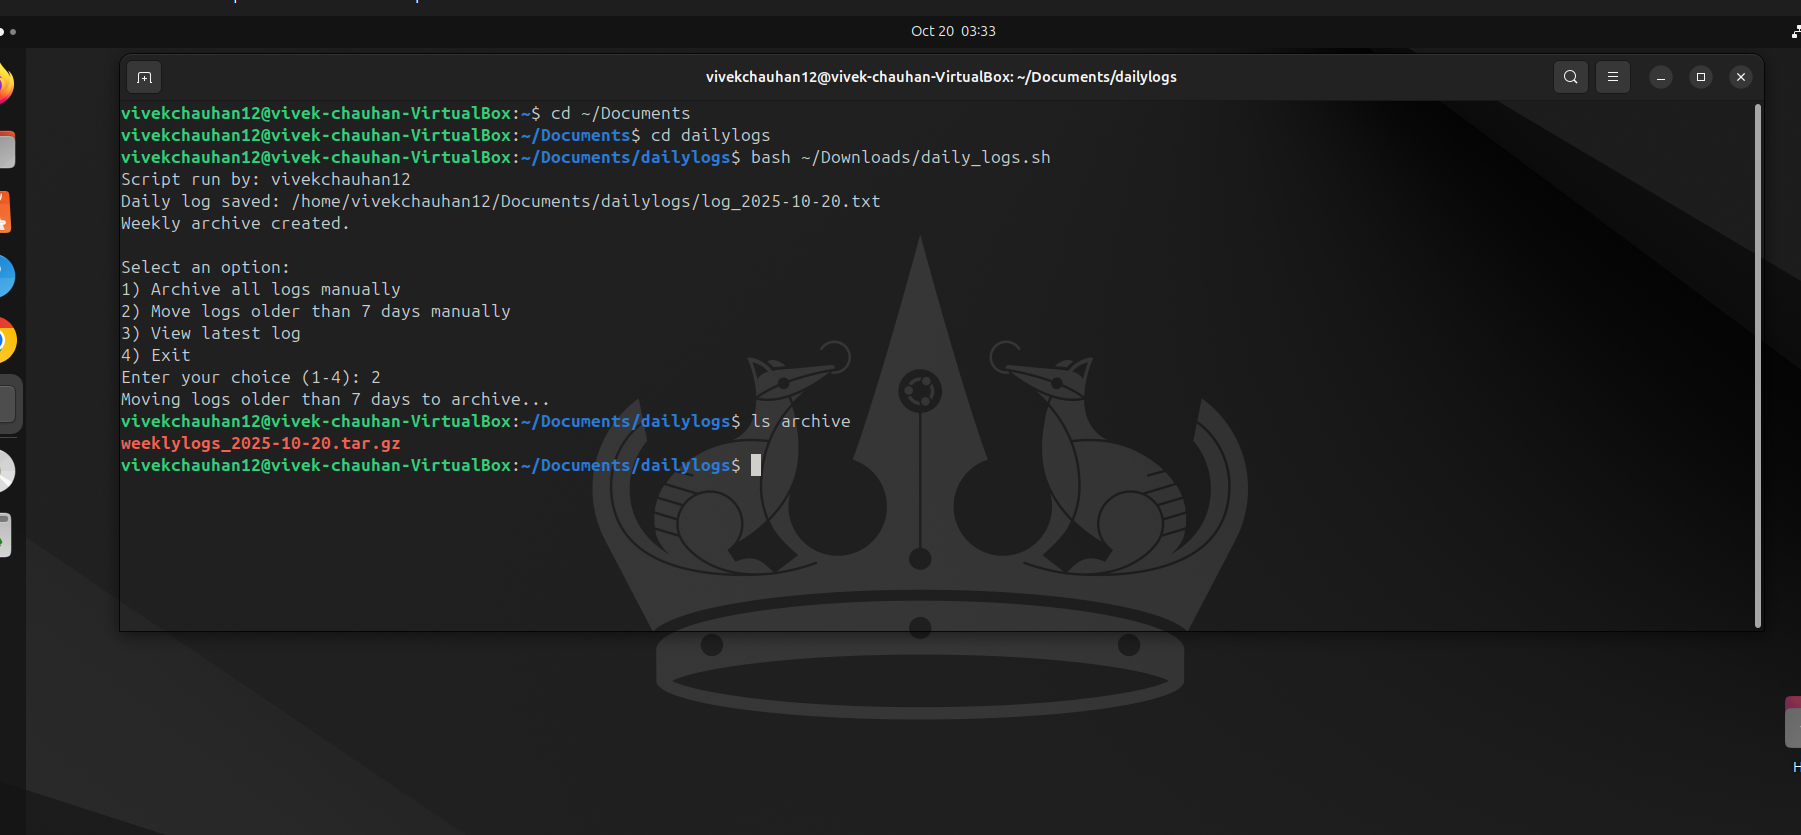 Oct 20 03:33
vivekchauhan12@vivek-chauhan-VirtualBox: ~/Documents/dailylogs
vivekchauhan12@vivek-chauhan-VirtualBox:~$ cd ~/Documents
vivekchauhan12@vivek-chauhan-VirtualBox:~/Documents$ cd dailylogs
vivekchauhan12@vivek-chauhan-VirtualBox:~/Documents/dailylogs$ bash ~/Downloads/daily_logs.sh
Script run by: vivekchauhan12
Daily log saved: /home/vivekchauhan12/Documents/dailylogs/log_2025-10-20.txt
Weekly archive created.
Select an option:
1) Archive all logs manually
2) Move logs older than 7 days manually
3) View latest log
4) Exit
Enter your choice (1-4): 2
Moving logs older than 7 days to archive...
vivekchauhan12@vivek-chauhan-VirtualBox:~/Documents/dailylogs$ ls archive
weeklylogs_2025-10-20.tar.gz
vivekchauhan12@vivek-chauhan-VirtualBox:~/Documents/dailylogs$